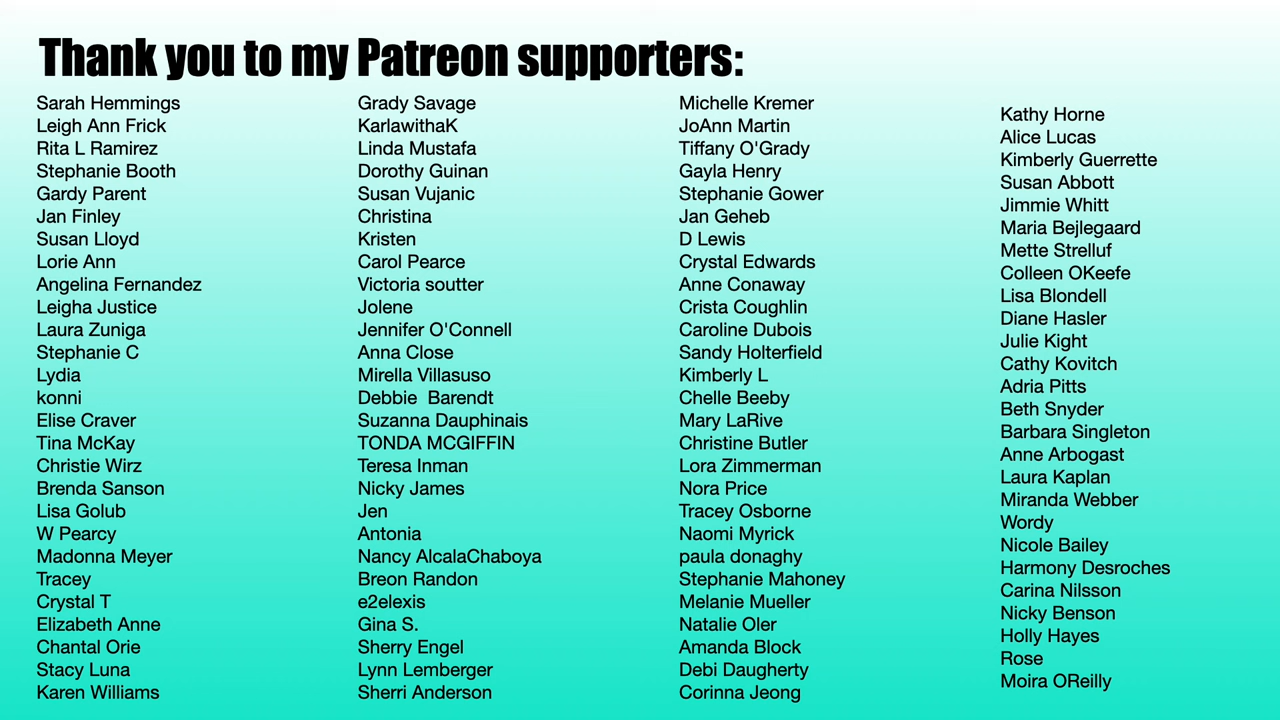 Thank you to my Patreon supporters:
Sarah Hemmings
Leigh Ann Frick
Rita L Ramirez
Stephanie Booth
Gardy Parent
Jan Finley
Susan Lloyd
Lorie Ann
Angelina Fernandez
Leigha Justice
Laura Zuniga
Stephanie C
Lydia
konni
Elise Craver
Tina McKay
Christie Wirz
Brenda Sanson
Lisa Golub
W Pearcy
Madonna Meyer
Tracey
Crystal T
Elizabeth Anne
Chantal Orie
Stacy Luna
Karen Williams
Grady Savage
KarlawithaK
Linda Mustafa
Dorothy Guinan
Susan Vujanic
Christina
Kristen
Carol Pearce
Victoria soutter
Jolene
Jennifer O'Connell
Anna Close
Mirella Villasuso
Debbie  Barendt
Suzanna Dauphinais
TONDA MCGIFFIN
Teresa Inman
Nicky James
Jen
Antonia
Nancy AlcalaChaboya
Breon Randon
e2elexis
Gina S.
Sherry Engel
Lynn Lemberger
Sherri Anderson
Michelle Kremer
JoAnn Martin
Tiffany O'Grady
Gayla Henry
Stephanie Gower
Jan Geheb
D Lewis
Crystal Edwards
Anne Conaway
Crista Coughlin
Caroline Dubois
Sandy Holterfield
Kimberly L
Chelle Beeby
Mary LaRive
Christine Butler
Lora Zimmerman
Nora Price
Tracey Osborne
Naomi Myrick
paula donaghy
Stephanie Mahoney
Melanie Mueller
Natalie Oler
Amanda Block
Debi Daugherty
Corinna Jeong
Kathy Horne
Alice Lucas
Kimberly Guerrette
Susan Abbott
Jimmie Whitt
Maria Bejlegaard
Mette Strelluf
Colleen OKeefe
Lisa Blondell
Diane Hasler
Julie Kight
Cathy Kovitch
Adria Pitts
Beth Snyder
Barbara Singleton
Anne Arbogast
Laura Kaplan
Miranda Webber
Wordy
Nicole Bailey
Harmony Desroches
Carina Nilsson
Nicky Benson
Holly Hayes
Rose
Moira OReilly